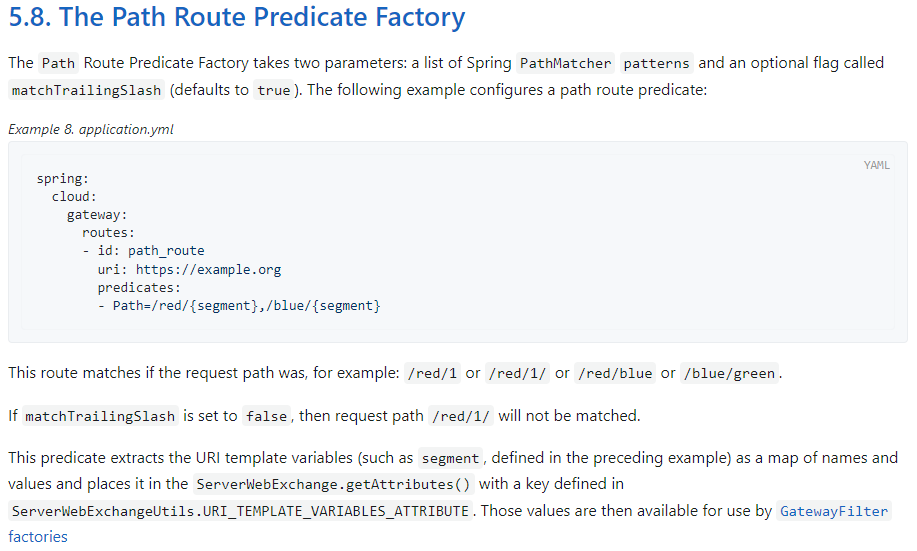 5.8. The Path Route Predicate Factory
The Path Route Predicate Factory takes two parameters: a list of Spring PathMatcher patterns and an optional flag called
matchTrailingSlash (defaults to true). The following example configures a path route predicate:
Example 8. application.yml
YAML
spring:
  cloud:
    gateway:
      routes:
      - id: path_route
        uri: https://example.org
        predicates:
        - Path=/red/{segment},/blue/{segment}
This route matches if the request path was, for example: /red/1 or /red/1/ or /red/blue or /blue/green.
If matchTrailingSlash is set to false, then request path /red/1/ will not be matched.
This predicate extracts the URI template variables (such as segment, defined in the preceding example) as a map of names and
values and places it in the ServerWebExchange.getAttributes() with a key defined in
ServerWebExchangeUtils.URI_TEMPLATE_VARIABLES_ATTRIBUTE. Those values are then available for use by GatewayFilter
factories